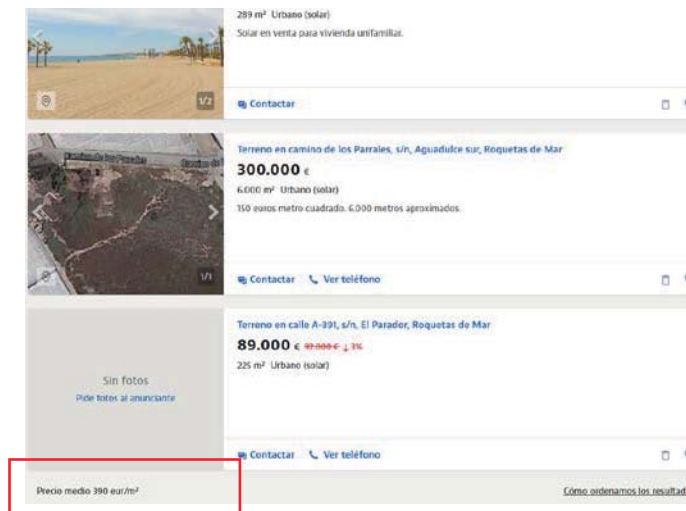 289 m² Urbano (solar)
Solar en venta para vivienda unifamiliar.
1/2
Contactar
Terreno en camino de los Parrales, s/n, Aguadulce sur, Roquetas de Mar
300.000 €
6.000 m² Urbano (solar)
150 euros metro cuadrado. 6.000 metros aproximados.
Camino de los Parrales
1/1
Contactar Ver teléfono
Terreno en calle A-391, s/n, El Parador, Roquetas de Mar
89.000 € ↓ 3%
225 m² Urbano (solar)
Sin fotos
Pide fotos al anunciante
Contactar Ver teléfono
Precio medio 390 eur/m²
Cómo ordenamos los resultad